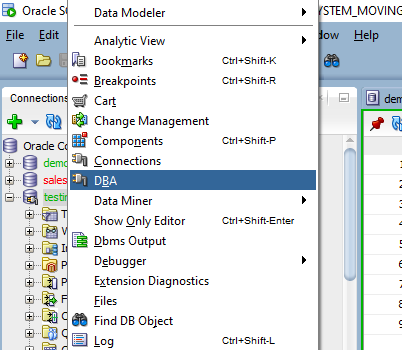 Oracle S
Data Modeler
YSTEM_MOVING
File
Edit
Analytic View
ndow
H
Bookmarks Ctrl+Shift-K
Breakpoints Ctrl+Shift-R
Connections
Cart
dem
Change Management
Oracle Co
Components Ctrl+Shift-P
demo
Connections
1
sales
DBA
2
testin
Data Miner
3
Show Only Editor Ctrl+Shift-Enter
4
Dbms Output
5
Debugger
6
Extension Diagnostics
7
Files
8
Find DB Object
9
Log Ctrl+Shift-L